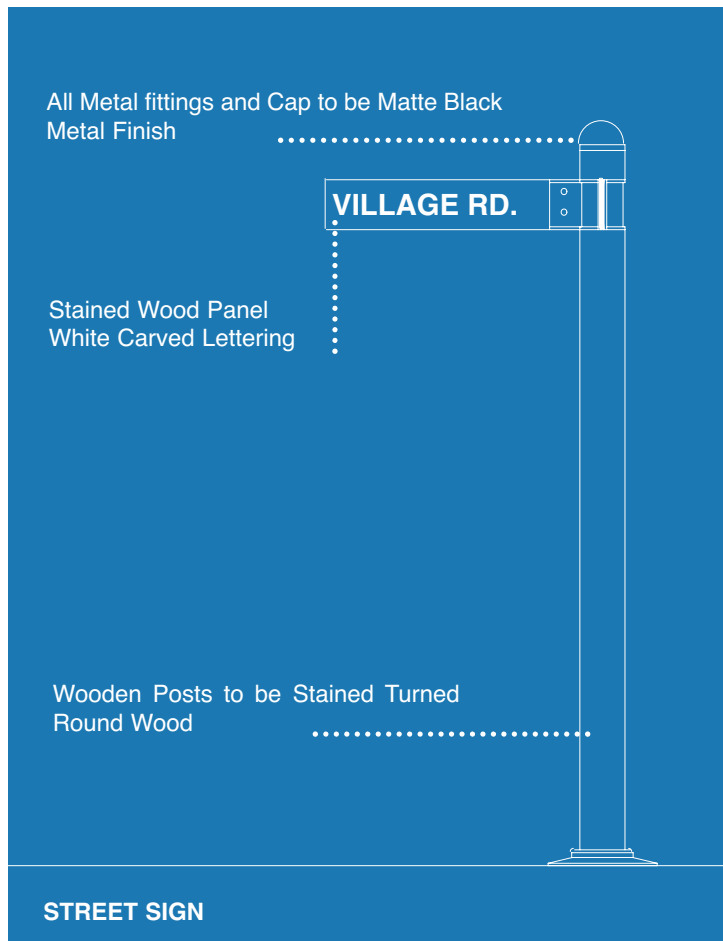 All Metal fittings and Cap to be Matte Black
Metal Finish
VILLAGE RD.
Stained Wood Panel
White Carved Lettering
Wooden Posts to be Stained Turned
Round Wood
STREET SIGN